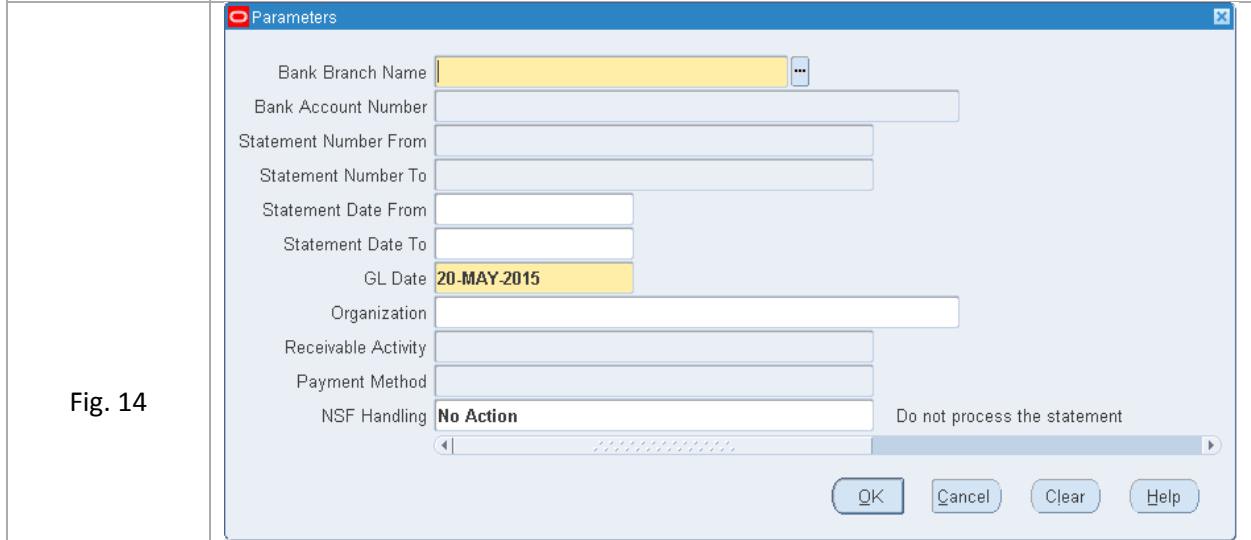 Parameters
Bank Branch Name
Bank Account Number
Statement Number From
Statement Number To
Statement Date From
Statement Date To
GL Date 20-MAY-2015
Organization
Receivable Activity
Payment Method
Fig. 14
NSF Handling No Action Do not process the statement
OK Cancel Clear Help